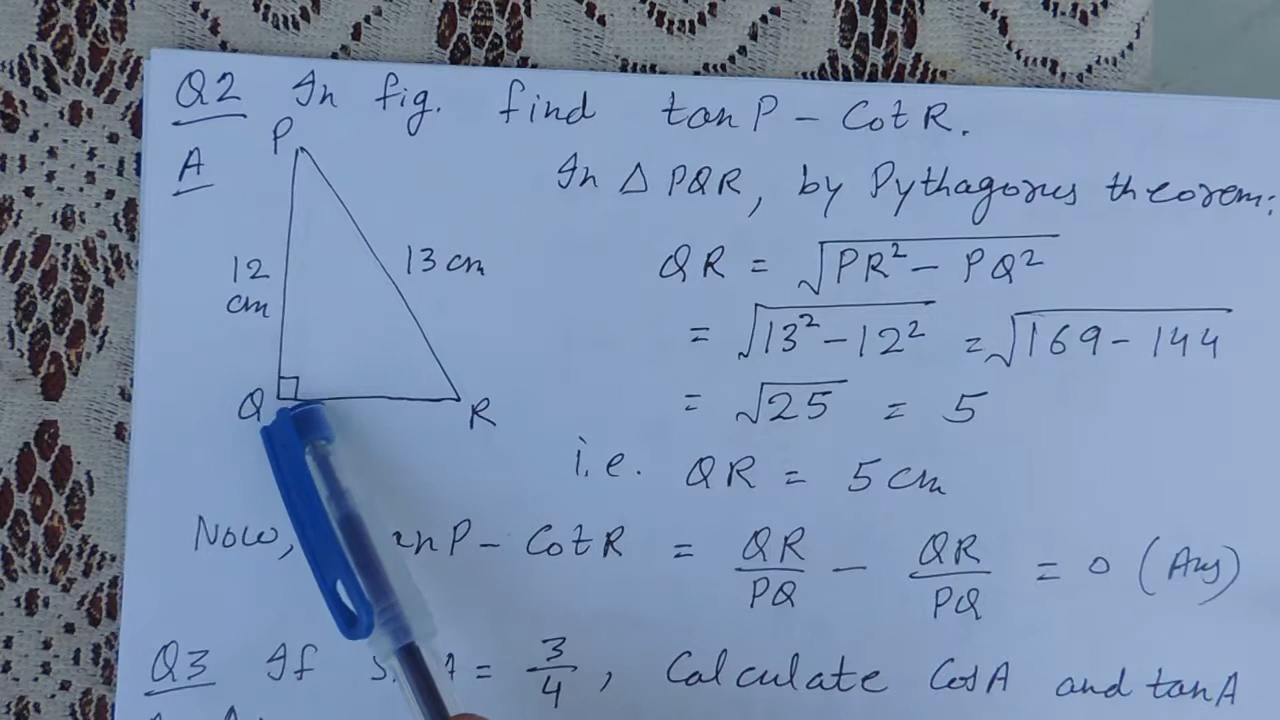 Q2 In fig. find tan P - Cot R.
A
P
12 cm
13 cm
Q
R
In △ PQR, by Pythagorus theorem:
QR = √(PR² - PQ²)
= √(13² - 12²) = √(169 - 144)
= √25 = 5
i.e. QR = 5 cm
Now, P - Cot R = QR/PQ - QR/PQ = 0 (Ans)
Q3 If = 3/4, Calculate Cos A and tan A